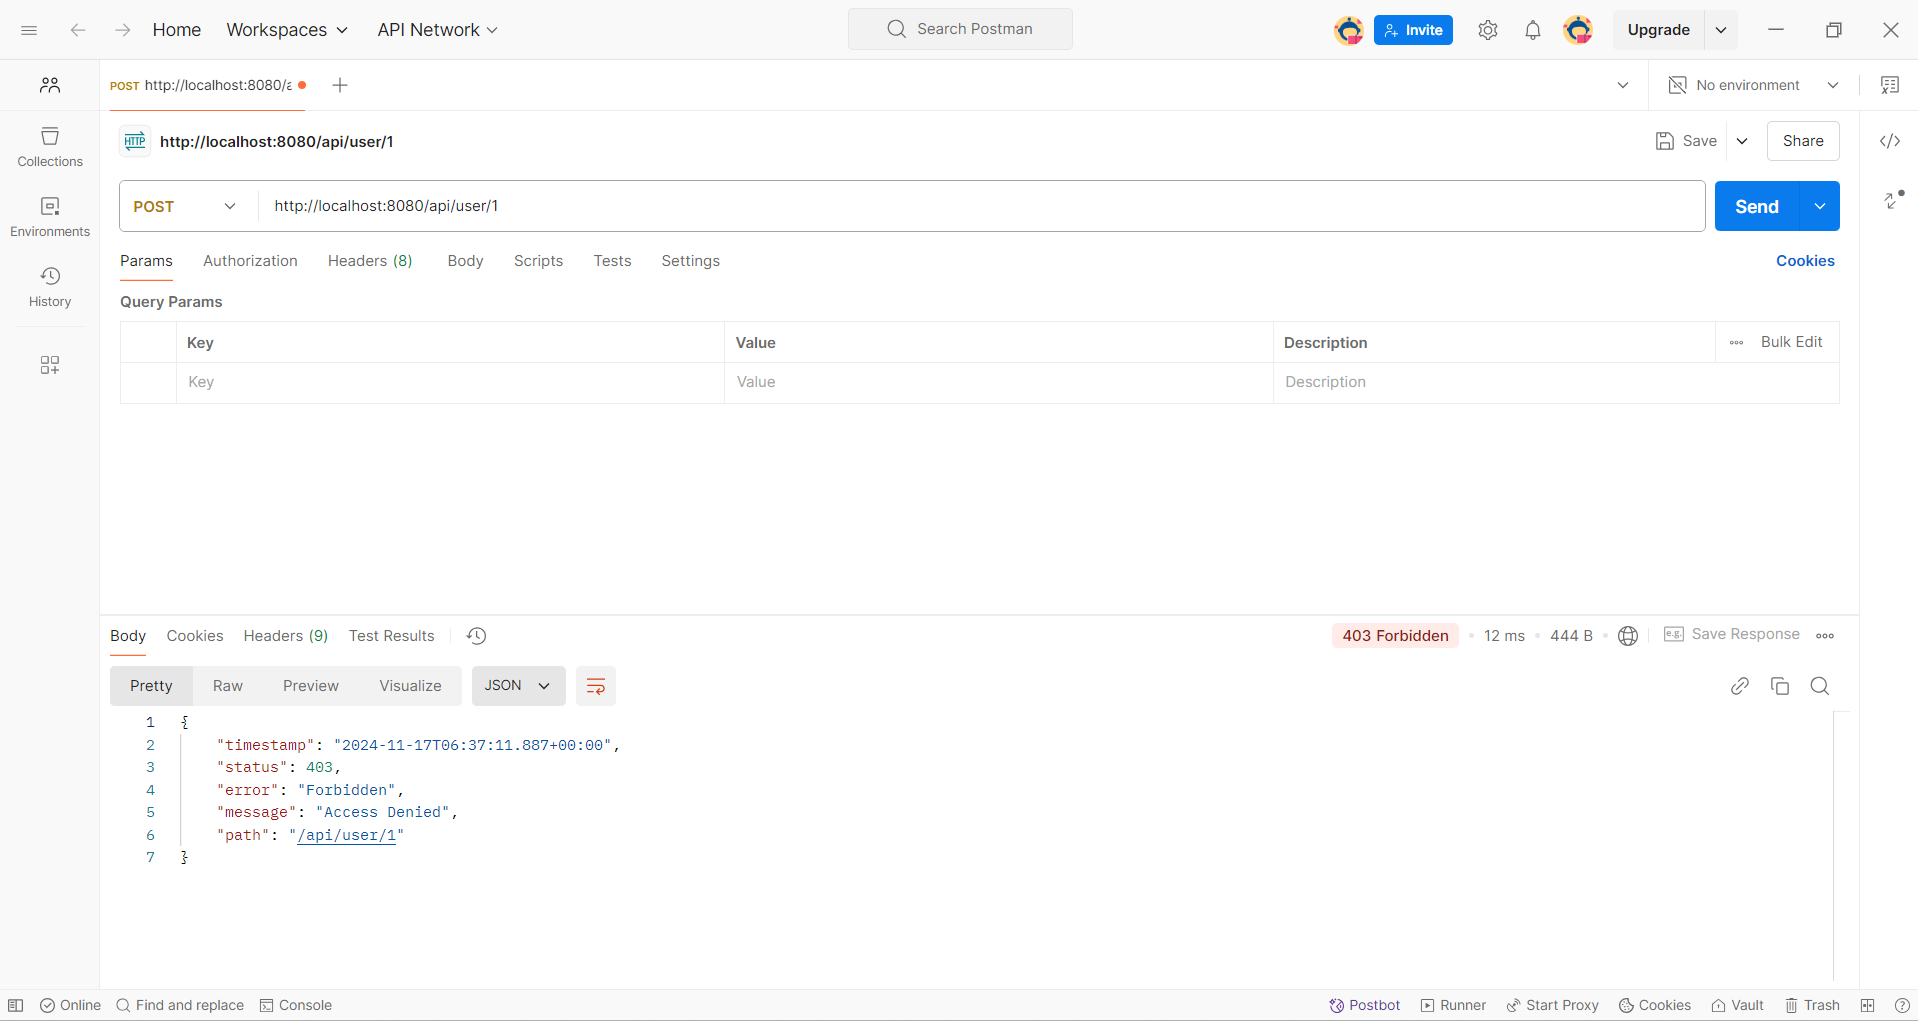 Home Workspaces API Network Search Postman Invite Upgrade
POST http://localhost:8080/a No environment
HTTP http://localhost:8080/api/user/1 Save Share
Collections
Environments
History
POST http://localhost:8080/api/user/1 Send
Params Authorization Headers (8) Body Scripts Tests Settings Cookies
Query Params
Key Value Description Bulk Edit
Key Value Description
Body Cookies Headers (9) Test Results 403 Forbidden 12 ms 444 B e.g. Save Response
Pretty Raw Preview Visualize JSON
1 {
2 "timestamp": "2024-11-17T06:37:11.887+00:00",
3 "status": 403,
4 "error": "Forbidden",
5 "message": "Access Denied",
6 "path": "/api/user/1"
7 }
Online Find and replace Console Postbot Runner Start Proxy Cookies Vault Trash